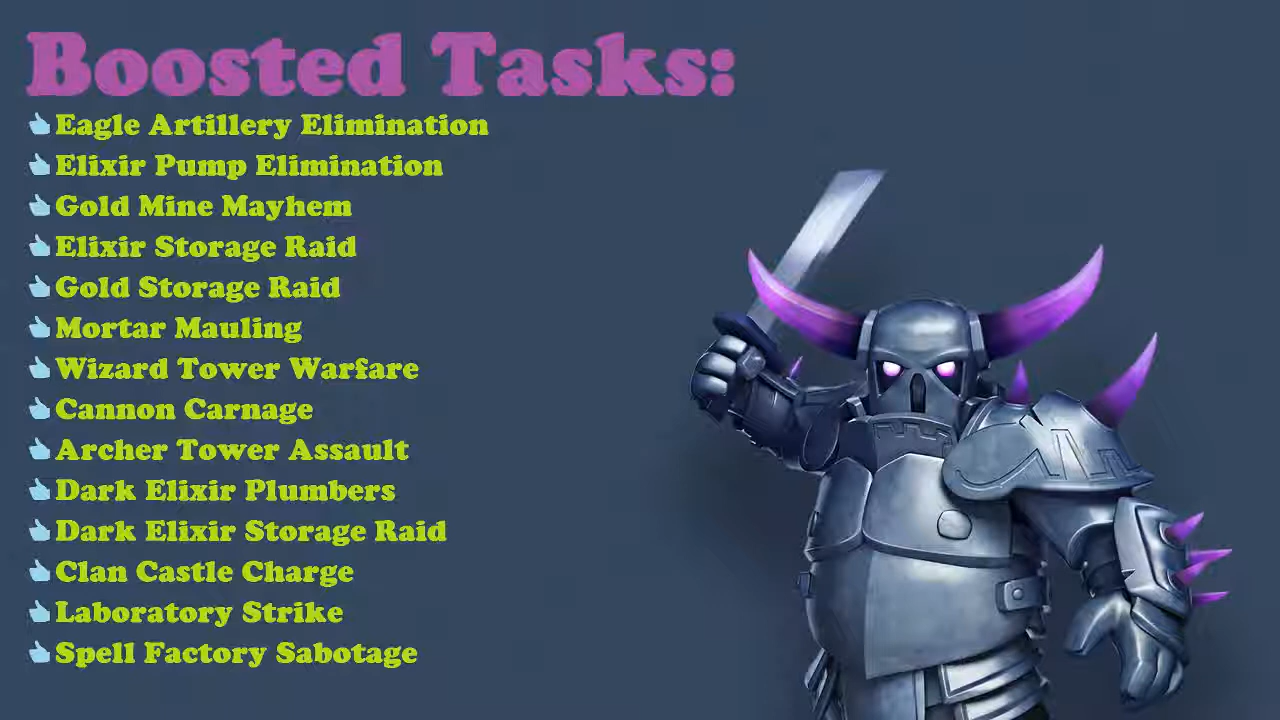 Boosted Tasks:
Eagle Artillery Elimination
Elixir Pump Elimination
Gold Mine Mayhem
Elixir Storage Raid
Gold Storage Raid
Mortar Mauling
Wizard Tower Warfare
Cannon Carnage
Archer Tower Assault
Dark Elixir Plumbers
Dark Elixir Storage Raid
Clan Castle Charge
Laboratory Strike
Spell Factory Sabotage